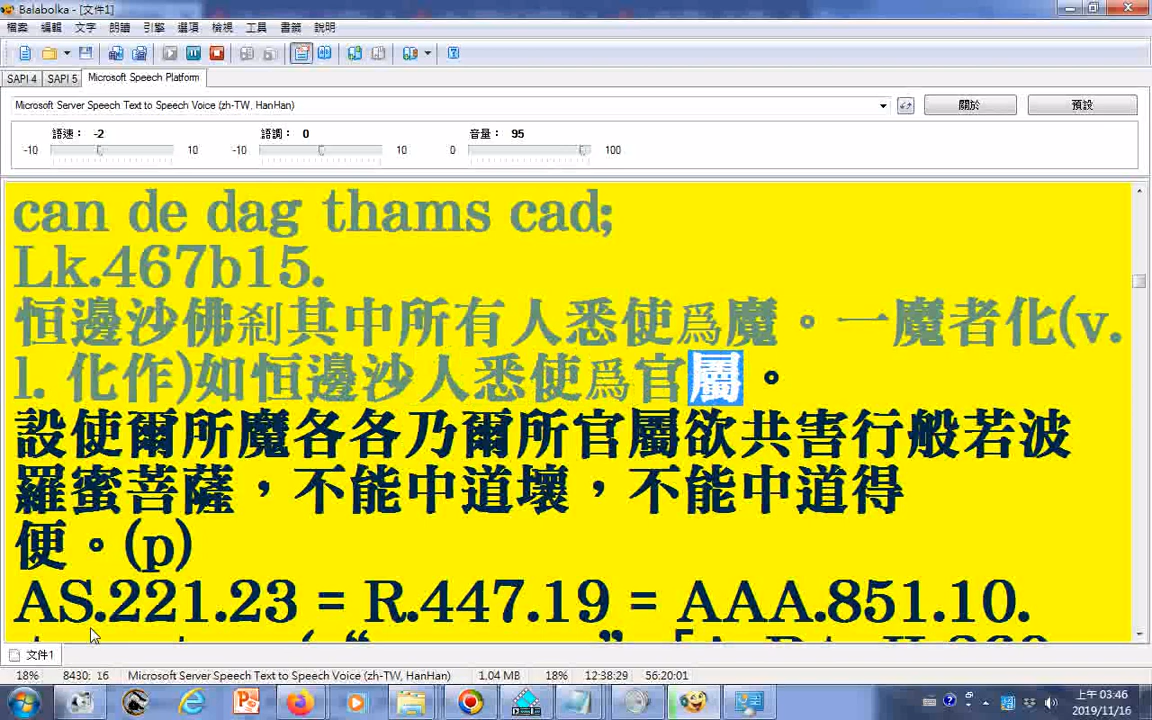 Balabolka - [文件1]
檔案 編輯 文字 朗讀 引擎 選項 檢視 工具 書籤 說明
SAPI 4 SAPI 5 Microsoft Speech Platform
Microsoft Server Speech Text to Speech Voice (zh-TW, HanHan) 關於 預設
語速： -2 語調： 0 音量： 95
-10 10 -10 10 0 100
can de dag thams cad;
Lk.467b15.
恒邊沙佛剎其中所有人悉使爲魔。一魔者化(v.
l. 化作)如恒邊沙人悉使爲官屬。
設使爾所魔各各乃爾所官屬欲共害行般若波
羅蜜菩薩，不能中道壞，不能中道得
便。(p)
AS.221.23 = R.447.19 = AAA.851.10.
文件1
18% 8430; 16 Microsoft Server Speech Text to Speech Voice (zh-TW, HanHan) 1.04 MB 18% 12:38:29 56:20:01
上午 03:46
2019/11/16